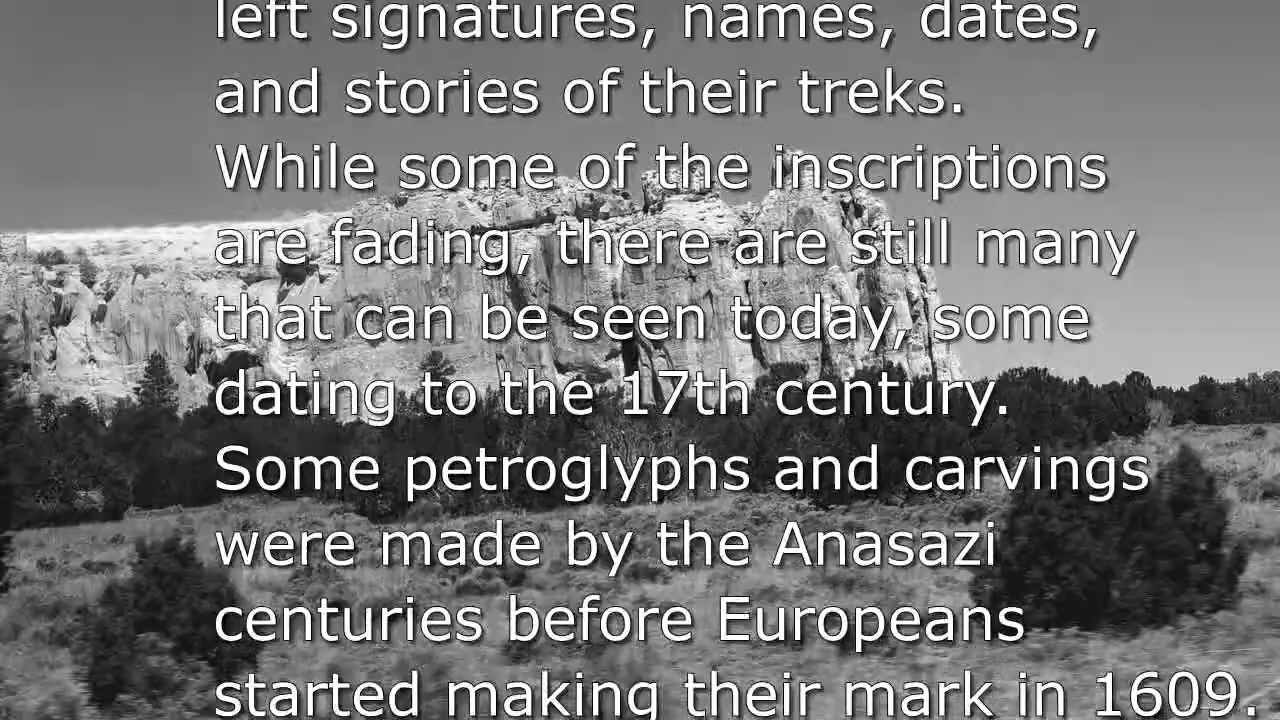 left signatures, names, dates,
and stories of their treks.
While some of the inscriptions
are fading, there are still many
that can be seen today, some
dating to the 17th century.
Some petroglyphs and carvings
were made by the Anasazi
centuries before Europeans
started making their mark in 1609.